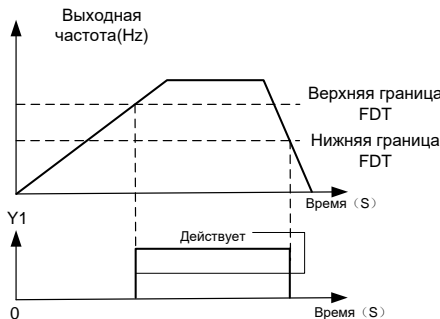 Выходная
частота(Hz)
Верхняя граница
FDT
Нижняя граница
FDT
Время（S）
Y1
Действует
0
Время（S）